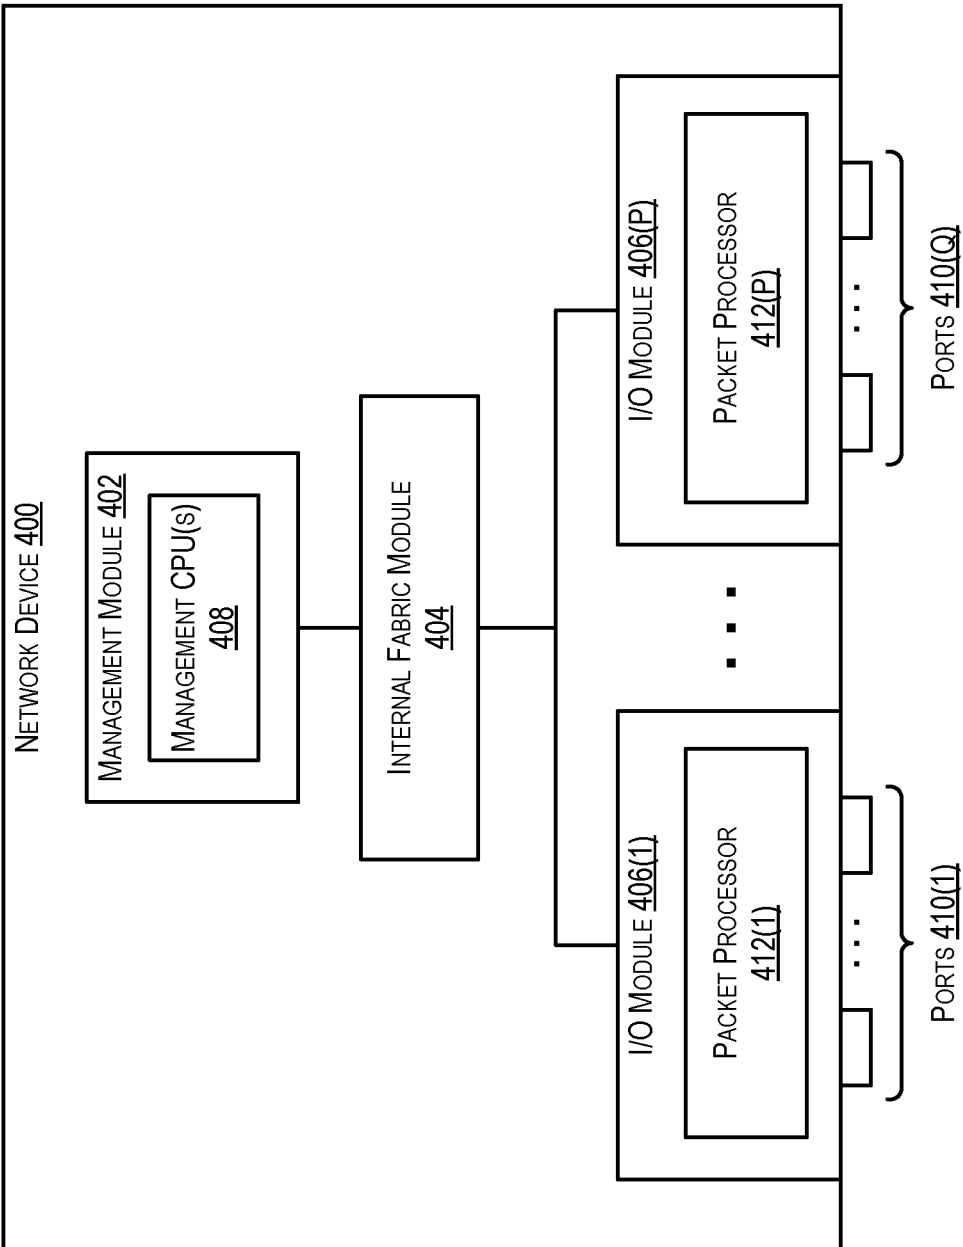 NETWORK DEVICE 400
MANAGEMENT MODULE 402
MANAGEMENT CPU(S)
408
INTERNAL FABRIC MODULE
404
I/O MODULE 406(1)
PACKET PROCESSOR
412(1)
...
PORTS 410(1)
...
I/O MODULE 406(P)
PACKET PROCESSOR
412(P)
...
PORTS 410(Q)